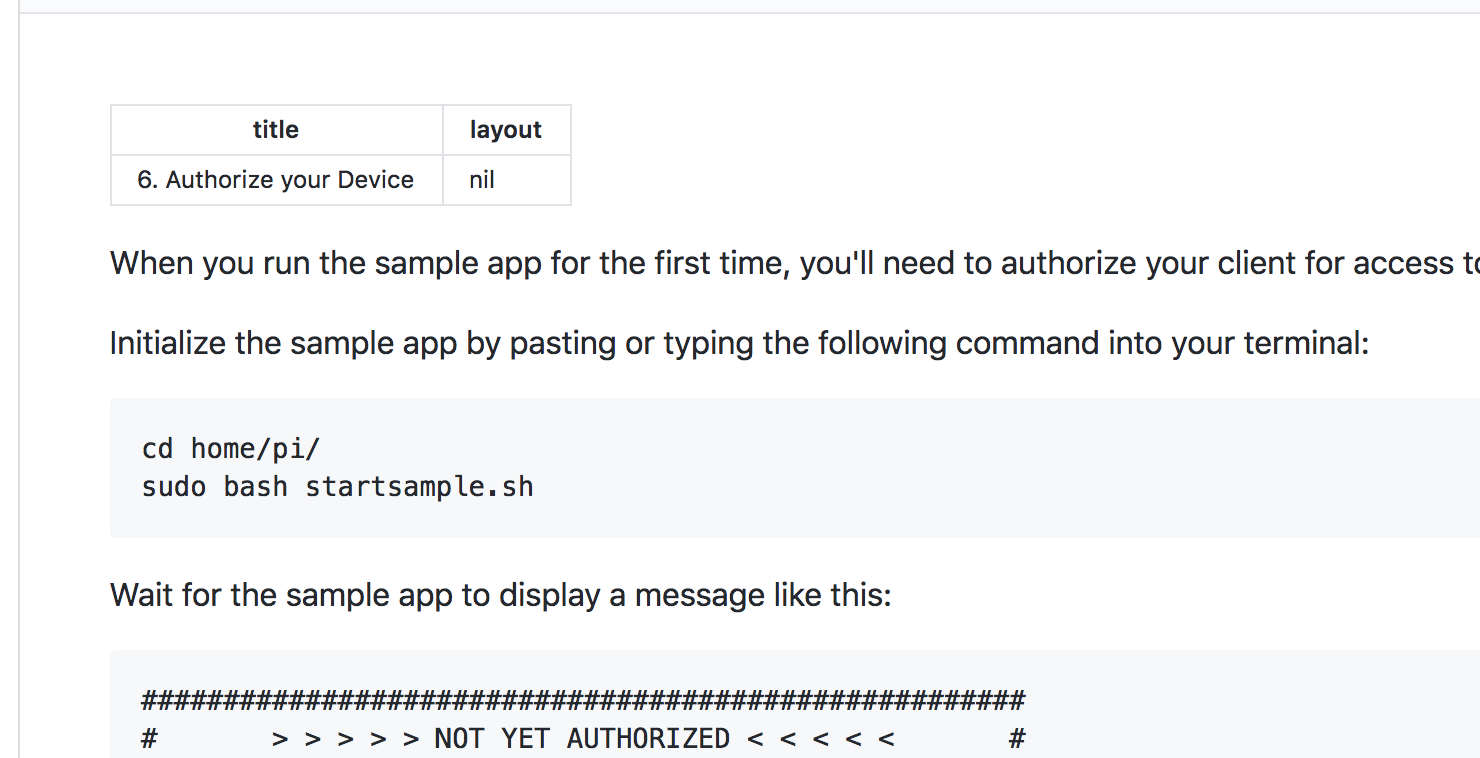 title layout
6. Authorize your Device nil
When you run the sample app for the first time, you'll need to authorize your client for access
Initialize the sample app by pasting or typing the following command into your terminal:
cd home/pi/
sudo bash startsample.sh
Wait for the sample app to display a message like this:
######################################################
#       > > > > > NOT YET AUTHORIZED < < < < <       #